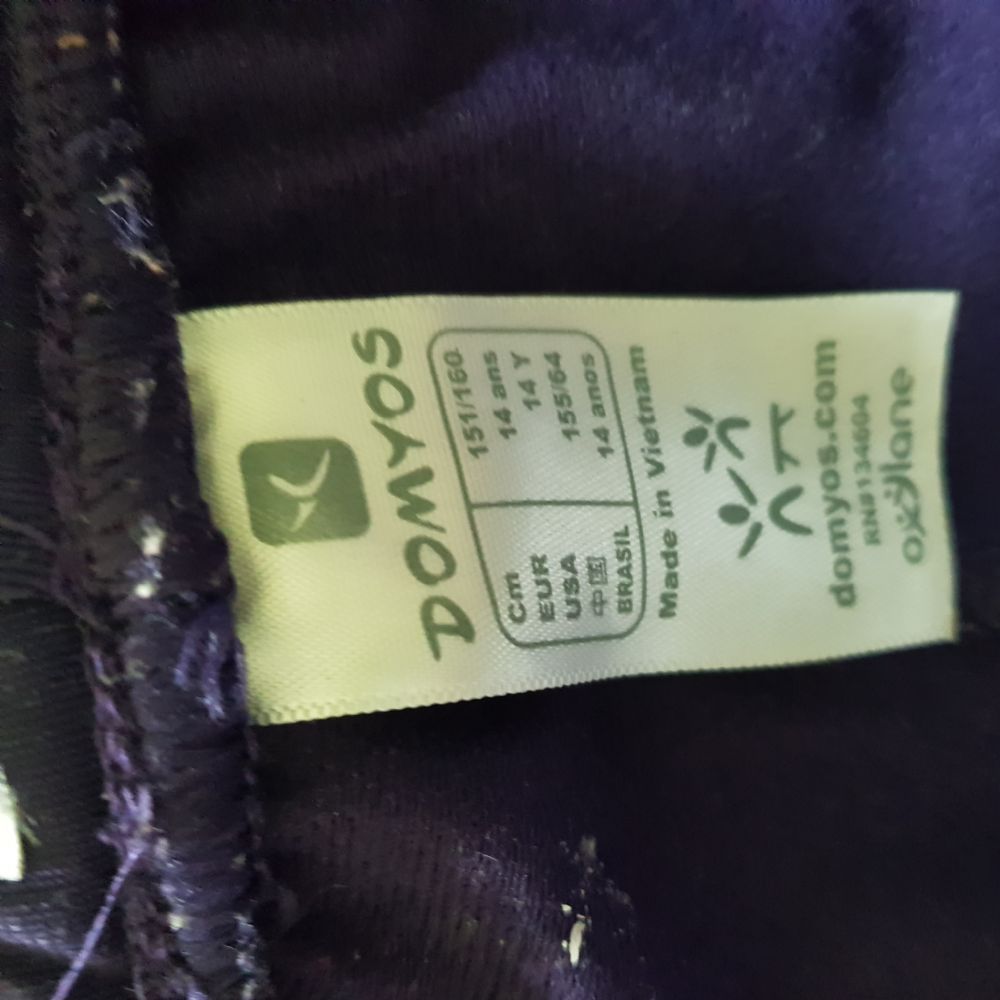 DOMYOS
Cm 151/160
EUR 14 ans
USA 14 Y
中国 155/64
BRASIL 14 anos
Made in Vietnam
domyos.com
RN#134604
oxylane